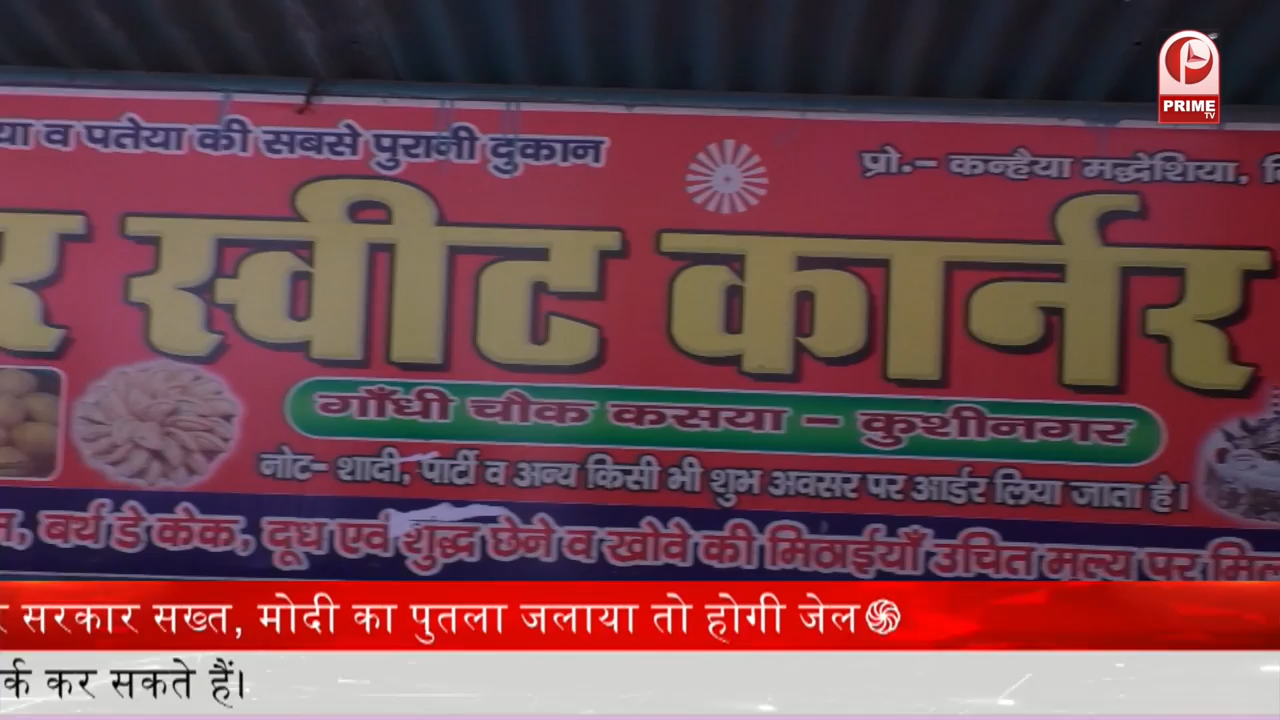 PRIME
TV
व पतेया की सबसे पुरानी दुकान
प्रो.- कन्हैया मद्धेशिया,
स्वीट कार्नर
गाँधी चौक कसया - कुशीनगर
नोट- शादी, पार्टी व अन्य किसी भी शुभ अवसर पर आर्डर लिया जाता है।
बर्थ डे केक, दूध एवं शुद्ध छेने व खोवे की मिठाईयाँ उचित मल्य पर
सरकार सख्त, मोदी का पुतला जलाया तो होगी जेल
कर सकते हैं।